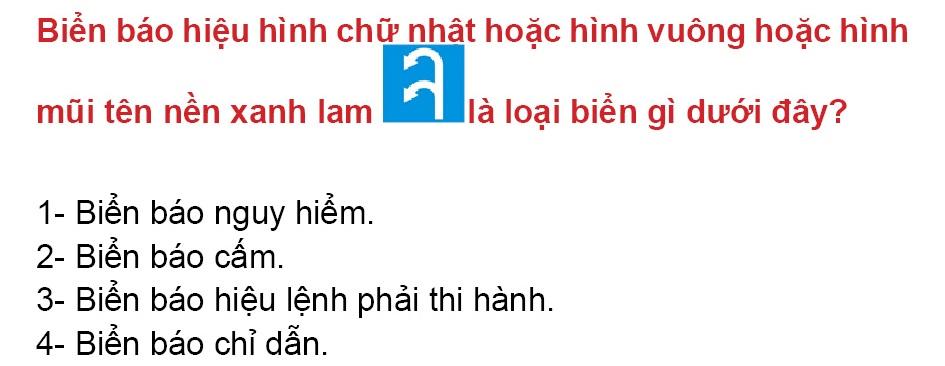 Biển báo hiệu hình chữ nhật hoặc hình vuông hoặc hình
mũi tên nền xanh lam là loại biển gì dưới đây?
1- Biển báo nguy hiểm.
2- Biển báo cấm.
3- Biển báo hiệu lệnh phải thi hành.
4- Biển báo chỉ dẫn.